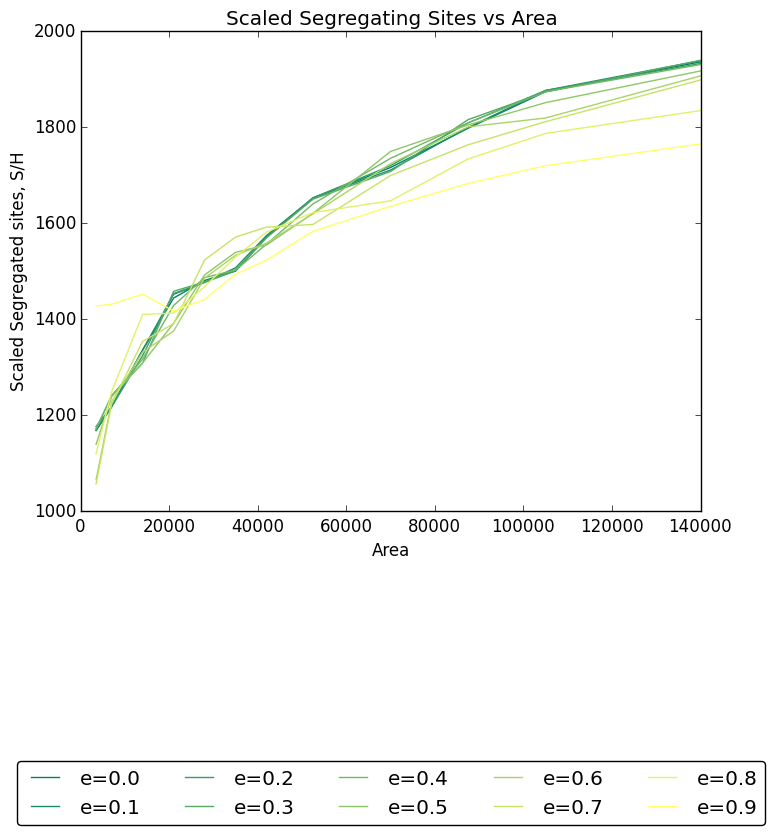 Scaled Segregating Sites vs Area
2000
1800
1600
1400
1200
1000
Scaled Segregated sites, S/H
0 20000 40000 60000 80000 100000 120000 140000
Area
e=0.0 e=0.2 e=0.4 e=0.6 e=0.8
e=0.1 e=0.3 e=0.5 e=0.7 e=0.9